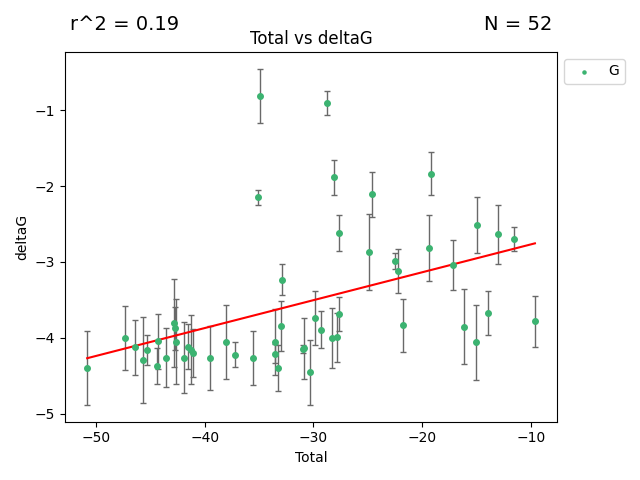 r^2 = 0.19
N = 52
Total vs deltaG
G
−1
−2
−3
−4
−5
deltaG
−50
−40
−30
−20
−10
Total